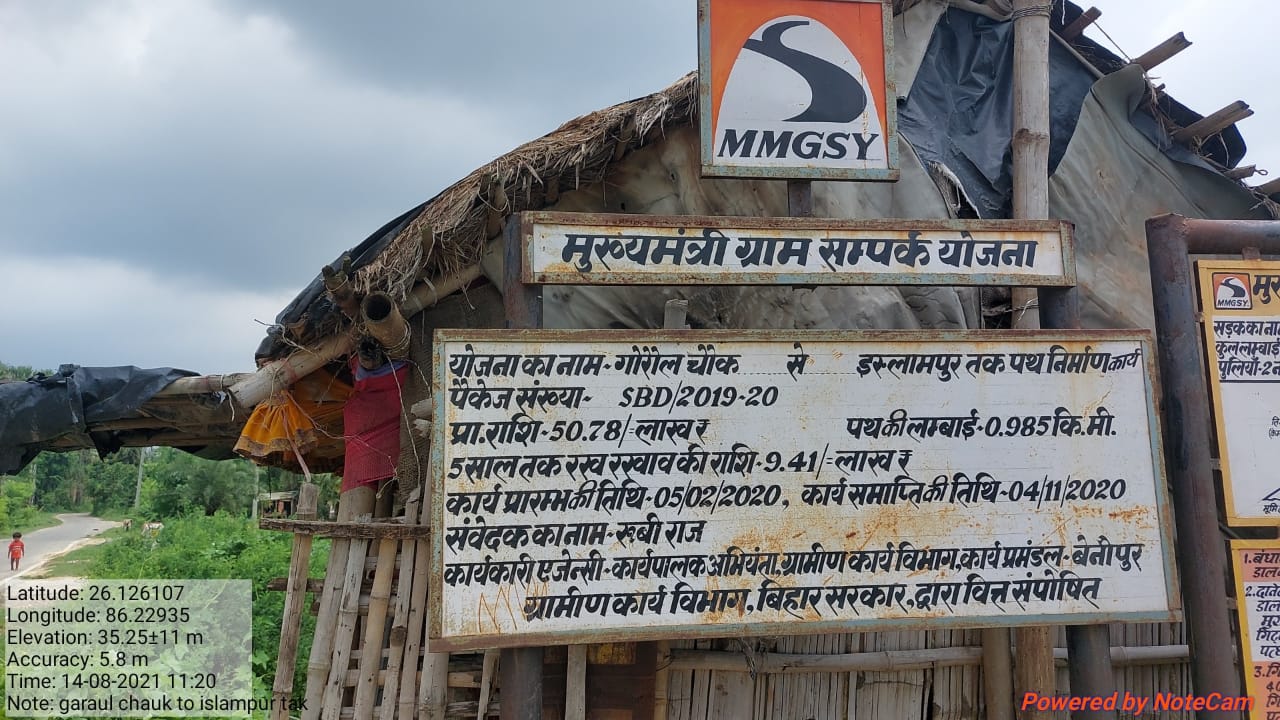 MMGSY
मुख्यमंत्री ग्राम सम्पर्क योजना
योजना का नाम- गोरौल चौक से इस्लामपुर तक पथ निर्माण कार्य
पैकेज संख्या- SBD/2019-20
प्रा.राशि-50.78/-लाख ₹ पथ की लम्बाई-0.985 कि.मी.
5 साल तक रख रखाव की राशि-9.41/-लाख ₹
कार्य प्रारम्भ की तिथि-05/02/2020, कार्य समाप्ति की तिथि-04/11/2020
संवेदक का नाम-रूबी राज
कार्यकारी एजेन्सी-कार्यपालक अभियंता, ग्रामीण कार्य विभाग, कार्य प्रमंडल-बेनीपुर
ग्रामीण कार्य विभाग, बिहार सरकार, द्वारा वित्त संपोषित
MMGSY
सड़क का
कुल लम्बाई
पुलियो-2
Latitude: 26.126107
Longitude: 86.22935
Elevation: 35.25±11 m
Accuracy: 5.8 m
Time: 14-08-2021 11:20
Note: garaul chauk to islampur tak
Powered by NoteCam